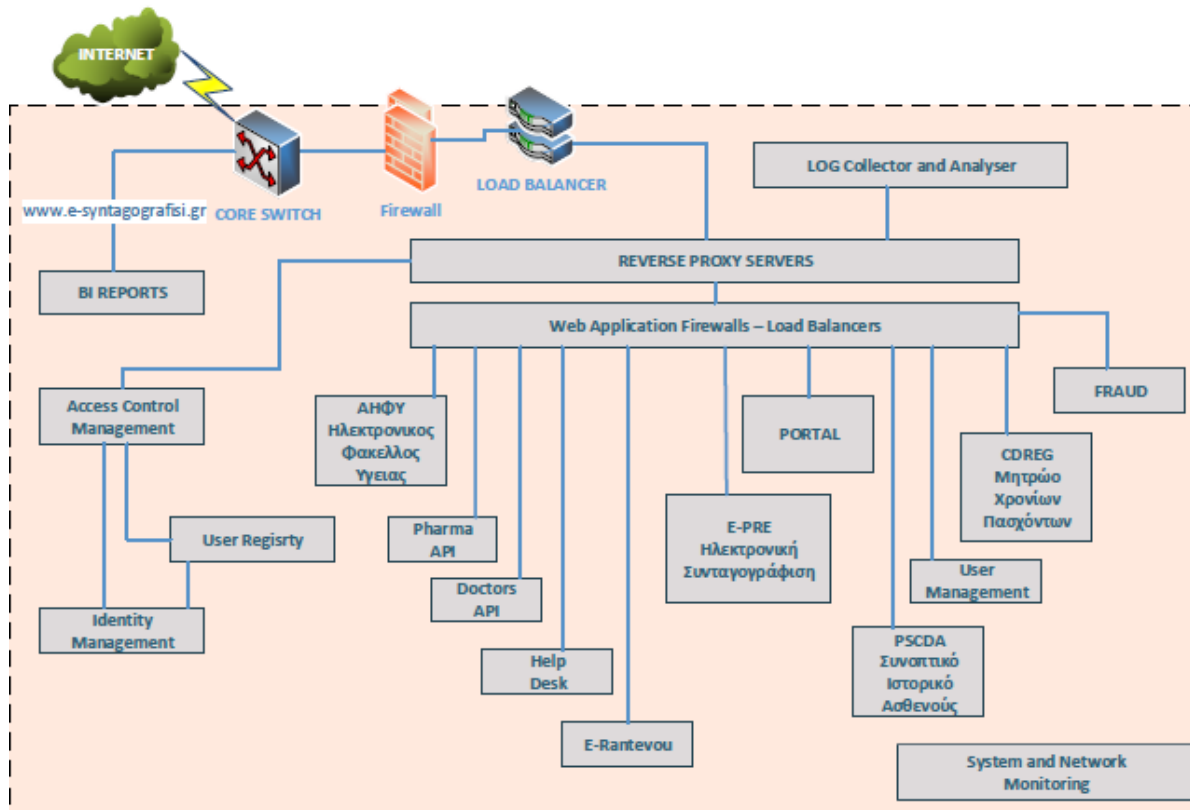 INTERNET
LOAD BALANCER
LOG Collector and Analyser
www.e-syntagografisi.gr
CORE SWITCH
Firewall
REVERSE PROXY SERVERS
BI REPORTS
Web Application Firewalls – Load Balancers
FRAUD
Access Control
Management
ΑΗΦΥ
Ηλεκτρονικος
Φακελλος
Υγειας
PORTAL
CDREG
Μητρώο
Χρονίων
Πασχόντων
User Regisrty
Pharma
API
E-PRE
Ηλεκτρονική
Συνταγογράφιση
Doctors
API
User
Management
Identity
Management
Help
Desk
PSCDA
Συνοπτικό
Ιστορικό
Ασθενούς
E-Rantevou
System and Network
Monitoring